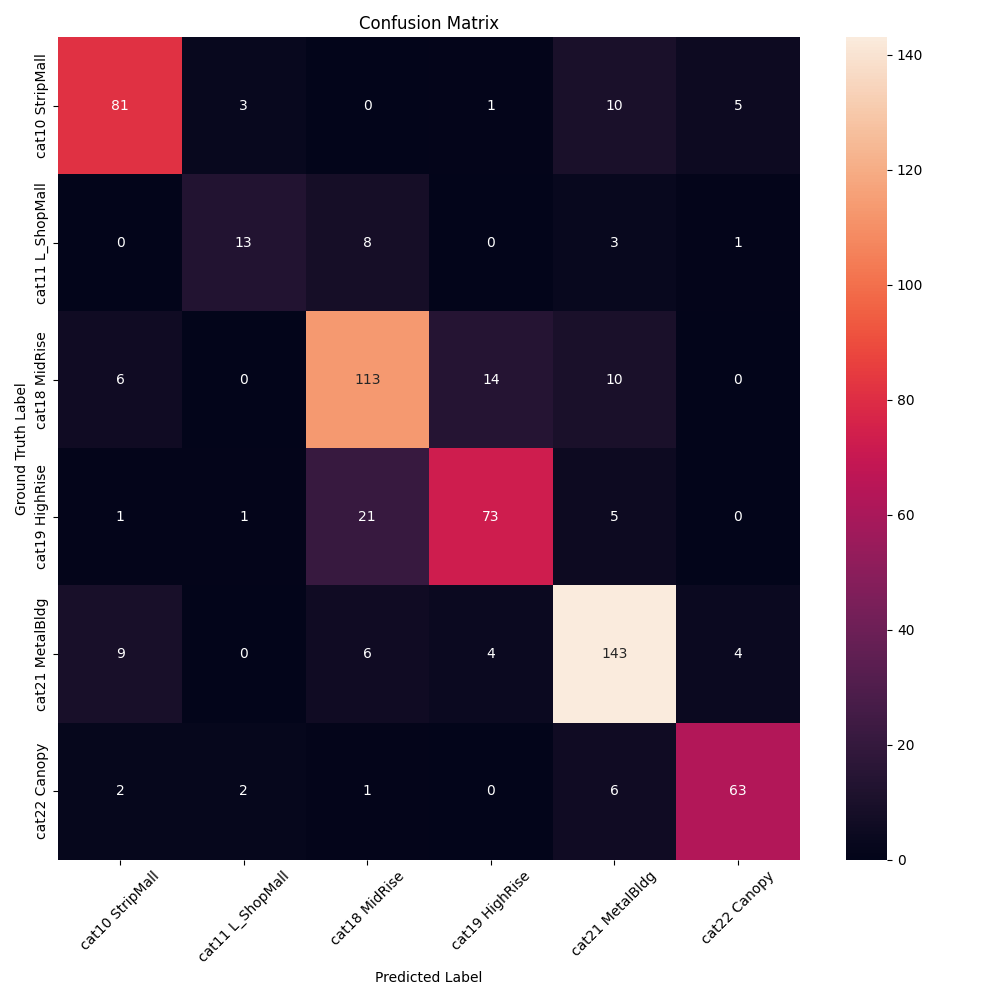 Confusion Matrix
Ground Truth Label
cat10 StripMall
81 3 0 1 10 5
cat11 L_ShopMall
0 13 8 0 3 1
cat18 MidRise
6 0 113 14 10 0
cat19 HighRise
1 1 21 73 5 0
cat21 MetalBldg
9 0 6 4 143 4
cat22 Canopy
2 2 1 0 6 63
cat10 StripMall
cat11 L_ShopMall
cat18 MidRise
cat19 HighRise
cat21 MetalBldg
cat22 Canopy
Predicted Label
140
120
100
80
60
40
20
0